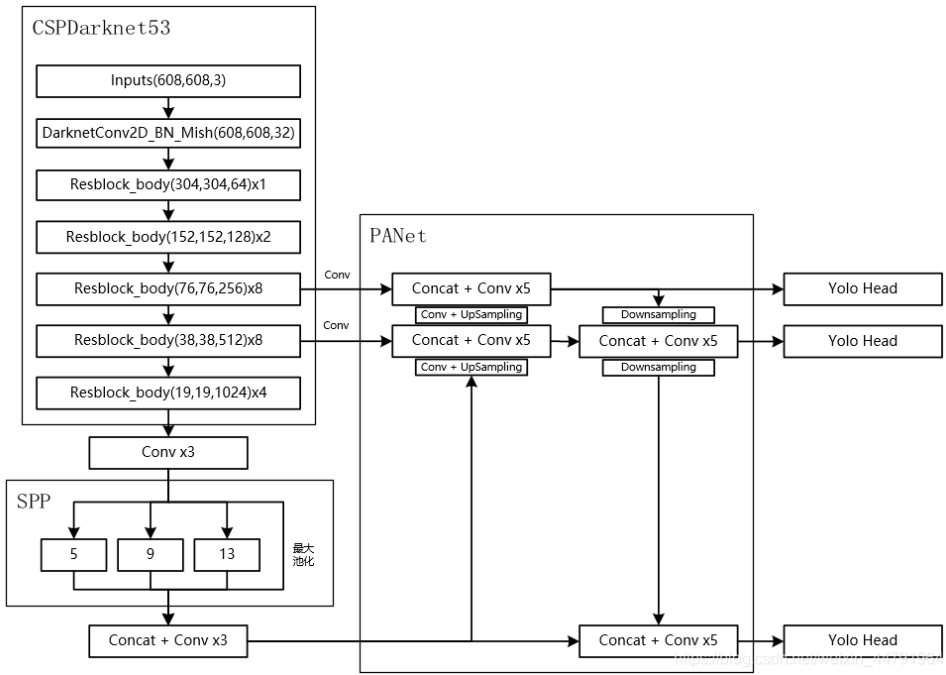 CSPDarknet53
Inputs(608,608,3)
DarknetConv2D_BN_Mish(608,608,32)
Resblock_body(304,304,64)x1
Resblock_body(152,152,128)x2
Resblock_body(76,76,256)x8
Resblock_body(38,38,512)x8
Resblock_body(19,19,1024)x4
Conv x3
SPP
5
9
13
最大
池化
Concat + Conv x3
Conv
Conv
PANet
Concat + Conv x5
Conv + UpSampling
Concat + Conv x5
Conv + UpSampling
Downsampling
Concat + Conv x5
Downsampling
Concat + Conv x5
Yolo Head
Yolo Head
Yolo Head